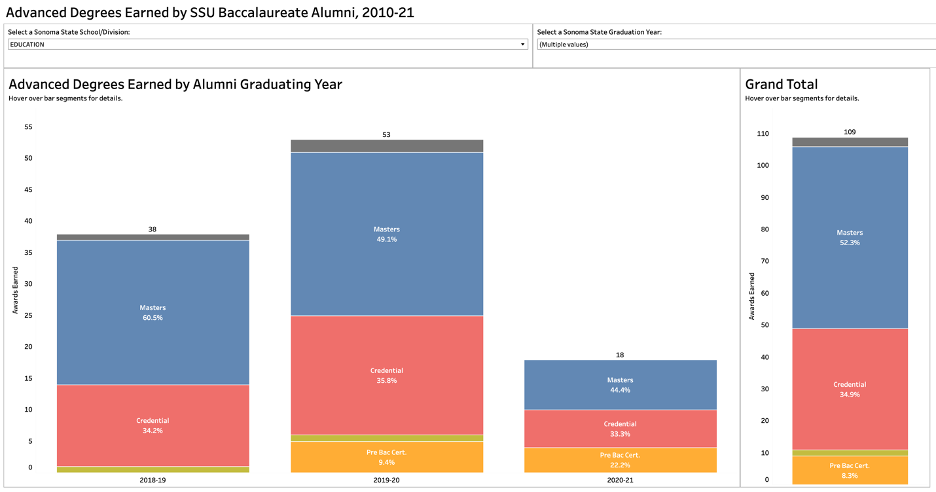 Advanced Degrees Earned by SSU Baccalaureate Alumni, 2010-21
Select a Sonoma State School/Division:
EDUCATION
Select a Sonoma State Graduation Year:
(Multiple values)
Advanced Degrees Earned by Alumni Graduating Year
Hover over bar segments for details.
Awards Earned
55
50
45
40
35
30
25
20
15
10
5
0
38
Masters
60.5%
Credential
34.2%
2018-19
53
Masters
49.1%
Credential
35.8%
Pre Bac Cert.
9.4%
2019-20
18
Masters
44.4%
Credential
33.3%
Pre Bac Cert.
22.2%
2020-21
Grand Total
Hover over bar segments for details.
Awards Earned
110
100
90
80
70
60
50
40
30
20
10
0
109
Masters
52.3%
Credential
34.9%
Pre Bac Cert.
8.3%